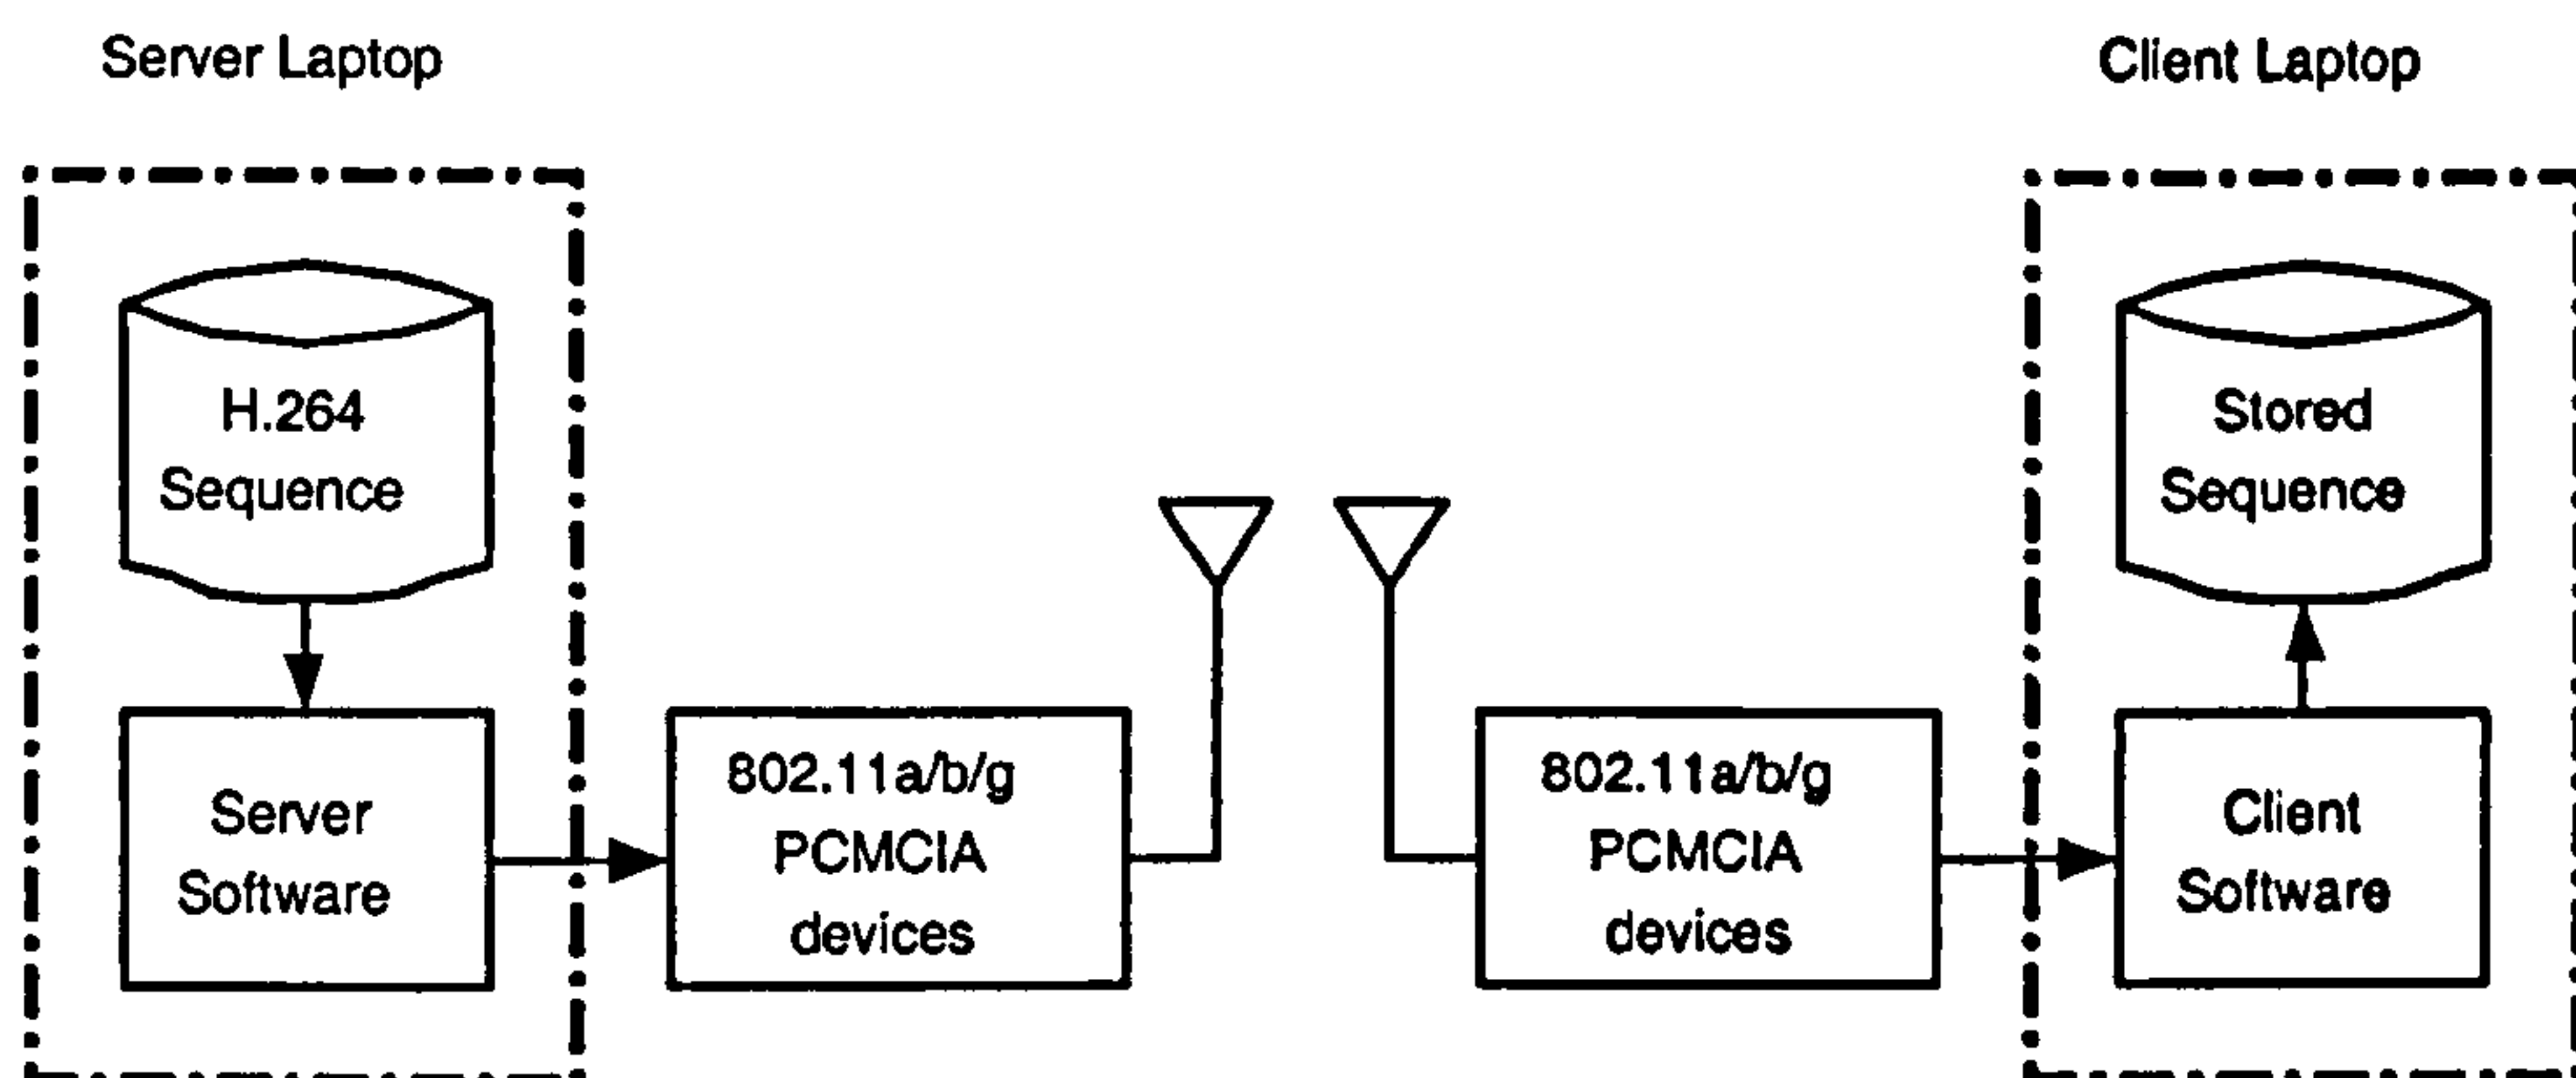 Server Laptop
Client Laptop
H.264
Sequence
Stored
Sequence
Server
Software
802.11a/b/g
PCMCIA
devices
802.11a/b/g
PCMCIA
devices
Client
Software